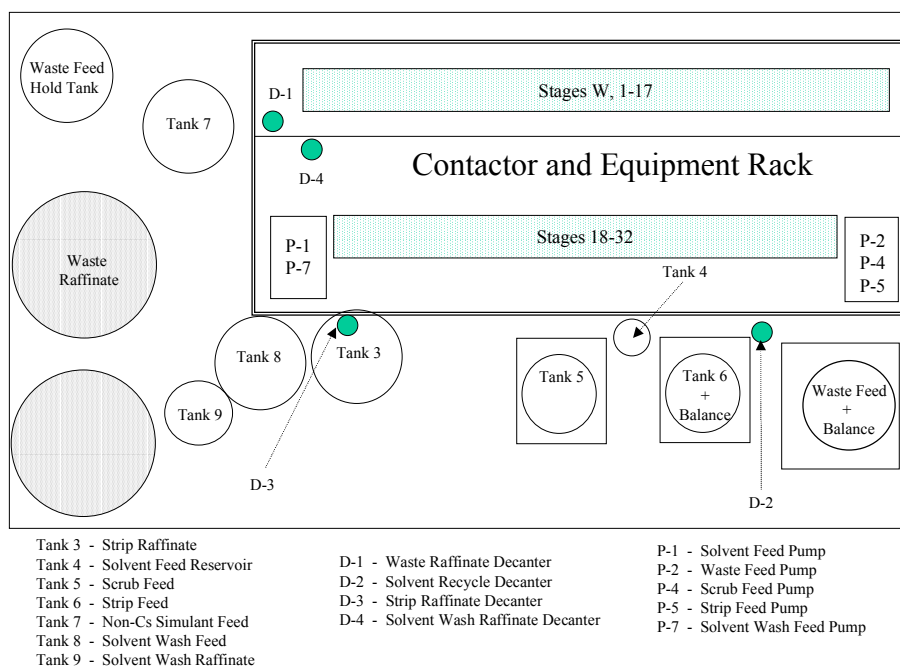 Waste Feed
Hold Tank
Tank 7
D-1
Stages W, 1-17
D-4
Contactor and Equipment Rack
Waste
Raffinate
P-1
P-7
Stages 18-32
P-2
P-4
P-5
Tank 4
Tank 8
Tank 3
Tank 9
Tank 5
Tank 6
+
Balance
Waste Feed
+
Balance
D-3
D-2
Tank 3 - Strip Raffinate
Tank 4 - Solvent Feed Reservoir
Tank 5 - Scrub Feed
Tank 6 - Strip Feed
Tank 7 - Non-Cs Simulant Feed
Tank 8 - Solvent Wash Feed
Tank 9 - Solvent Wash Raffinate
D-1 - Waste Raffinate Decanter
D-2 - Solvent Recycle Decanter
D-3 - Strip Raffinate Decanter
D-4 - Solvent Wash Raffinate Decanter
P-1 - Solvent Feed Pump
P-2 - Waste Feed Pump
P-4 - Scrub Feed Pump
P-5 - Strip Feed Pump
P-7 - Solvent Wash Feed Pump